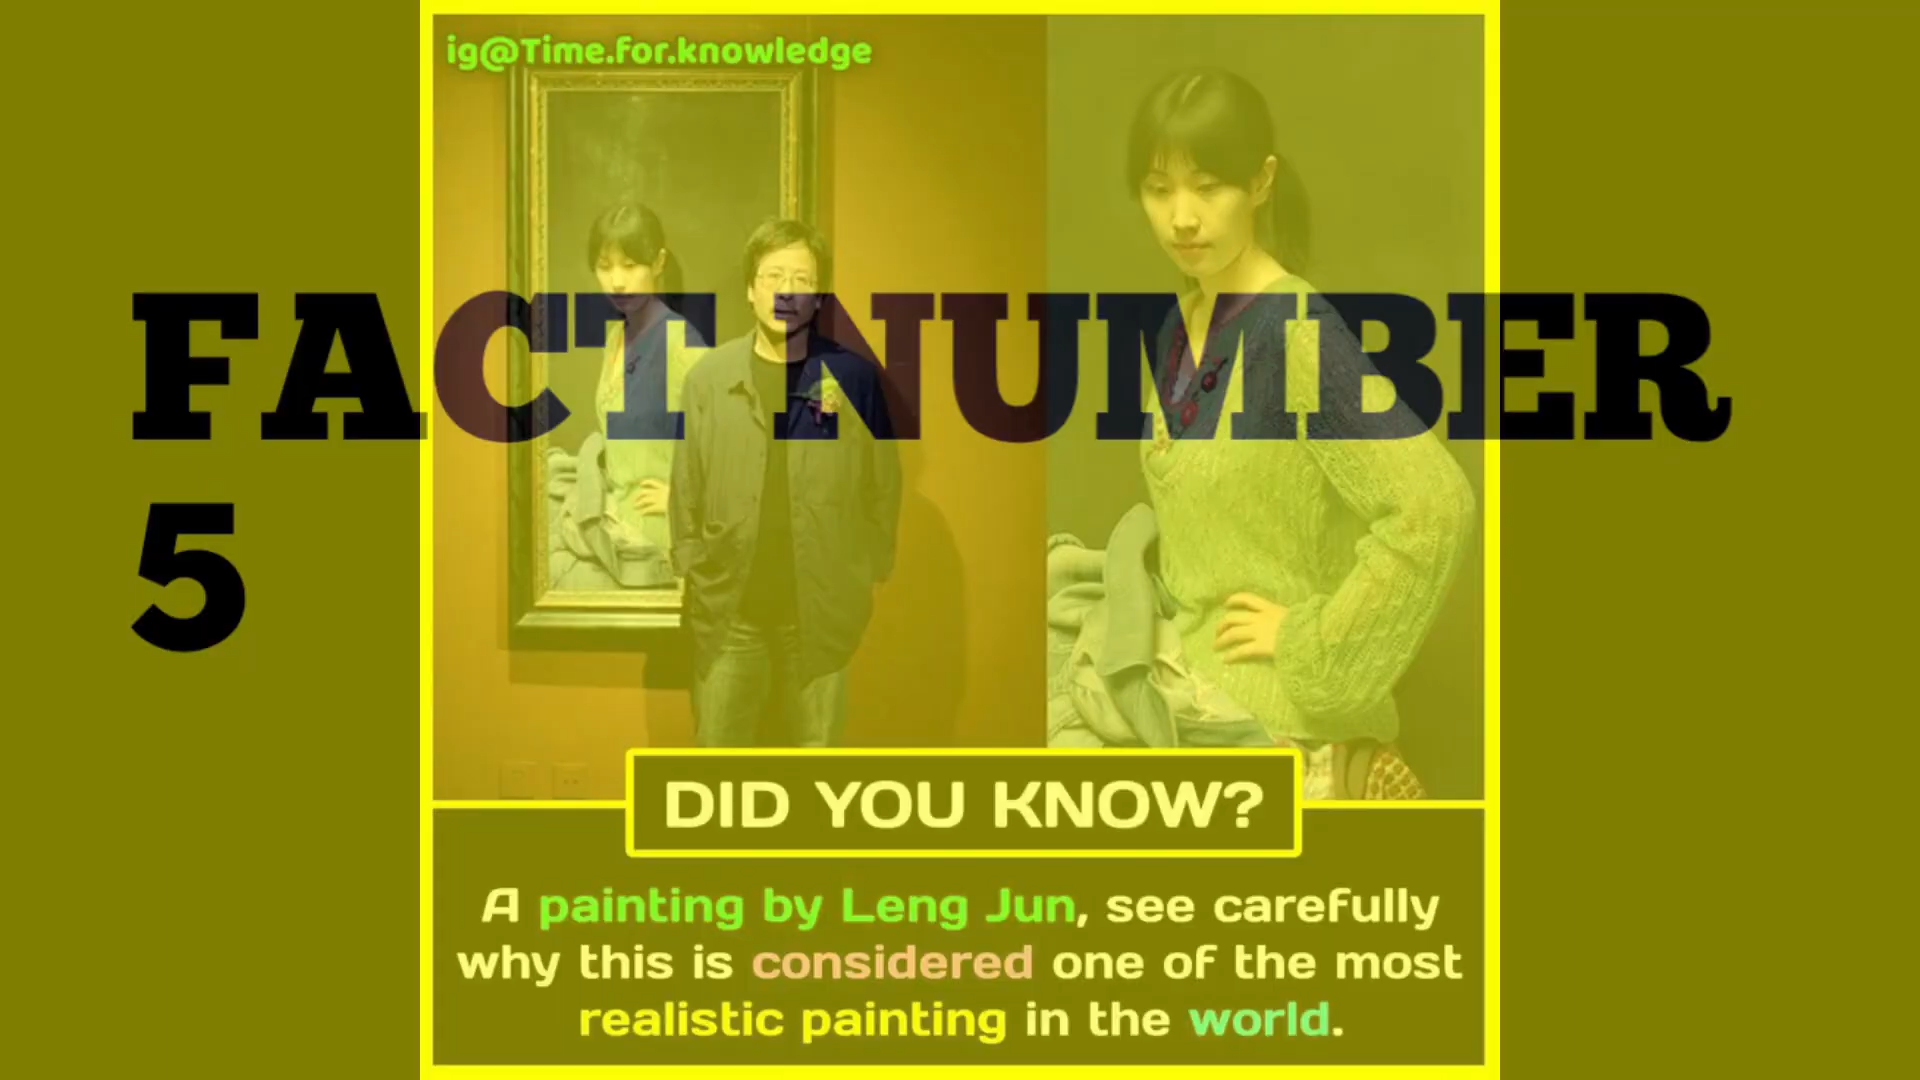 ig@Time.for.knowledge
FACT NUMBER
5
DID YOU KNOW?
A painting by Leng Jun, see carefully
why this is considered one of the most
realistic painting in the world.